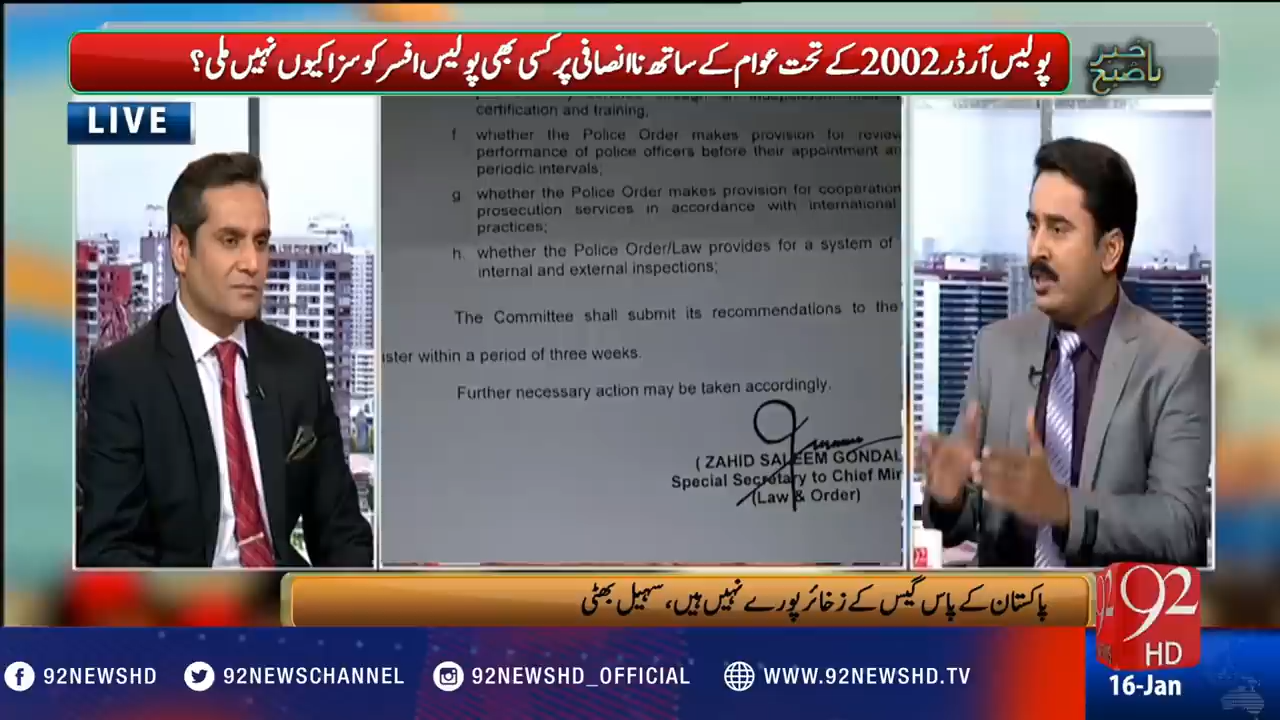 پولیس آرڈر 2002 کے تحت عوام کے ساتھ ناانصافی پر کسی بھی پولیس افسر کو سزا کیوں نہیں ملی؟
باخبر صبح
LIVE
certification and training,
f. whether the Police Order makes provision for review
performance of police officers before their appointment
periodic intervals;
g. whether the Police Order makes provision for cooperation
prosecution services in accordance with international
practices;
h. whether the Police Order/Law provides for a system of
internal and external inspections;
The Committee shall submit its recommendations to the
ster within a period of three weeks.
Further necessary action may be taken accordingly.
( ZAHID SALEEM GONDAL
Special Secretary to Chief Min
(Law & Order)
پاکستان کے پاس گیس کے زخائر پورے نہیں ہیں، سہیل بھٹی
92
HD
92NEWSHD
92NEWSCHANNEL
92NEWSHD_OFFICIAL
WWW.92NEWSHD.TV
16-Jan